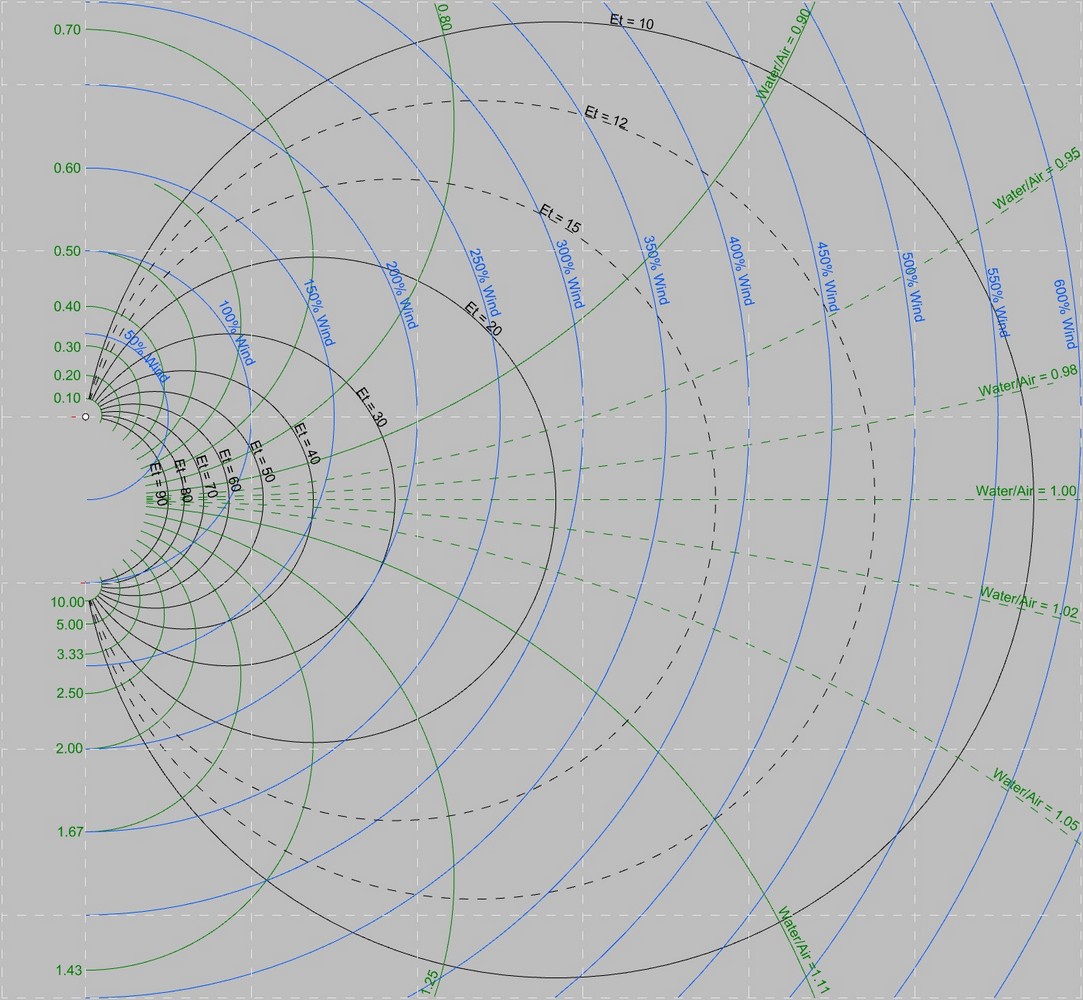 0.80
Et = 10
Water/Air = 0.90
0.70
Et = 12
0.60
Water/Air = 0.95
Et = 15
0.50
50% Wind
100% Wind
150% Wind
200% Wind
250% Wind
300% Wind
350% Wind
400% Wind
450% Wind
500% Wind
550% Wind
600% Wind
0.40
Et = 20
0.30
0.20
Water/Air = 0.98
0.10
Et = 30
Et = 40
Et = 50
Et = 60
Et = 70
Et = 80
Et = 90
Water/Air = 1.00
10.00
Water/Air = 1.02
5.00
3.33
2.50
2.00
Water/Air = 1.05
1.67
1.43
1.25
Water/Air = 1.11